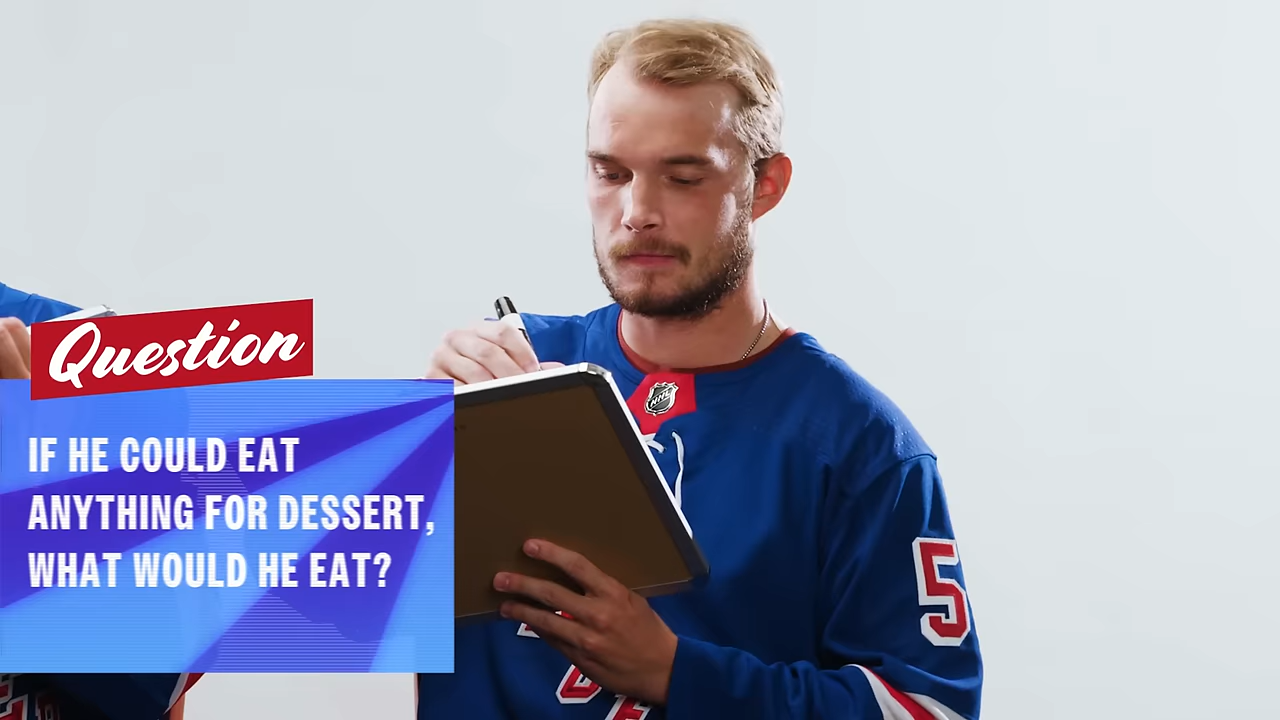 Question
IF HE COULD EAT
ANYTHING FOR DESSERT,
WHAT WOULD HE EAT?
NHL
5